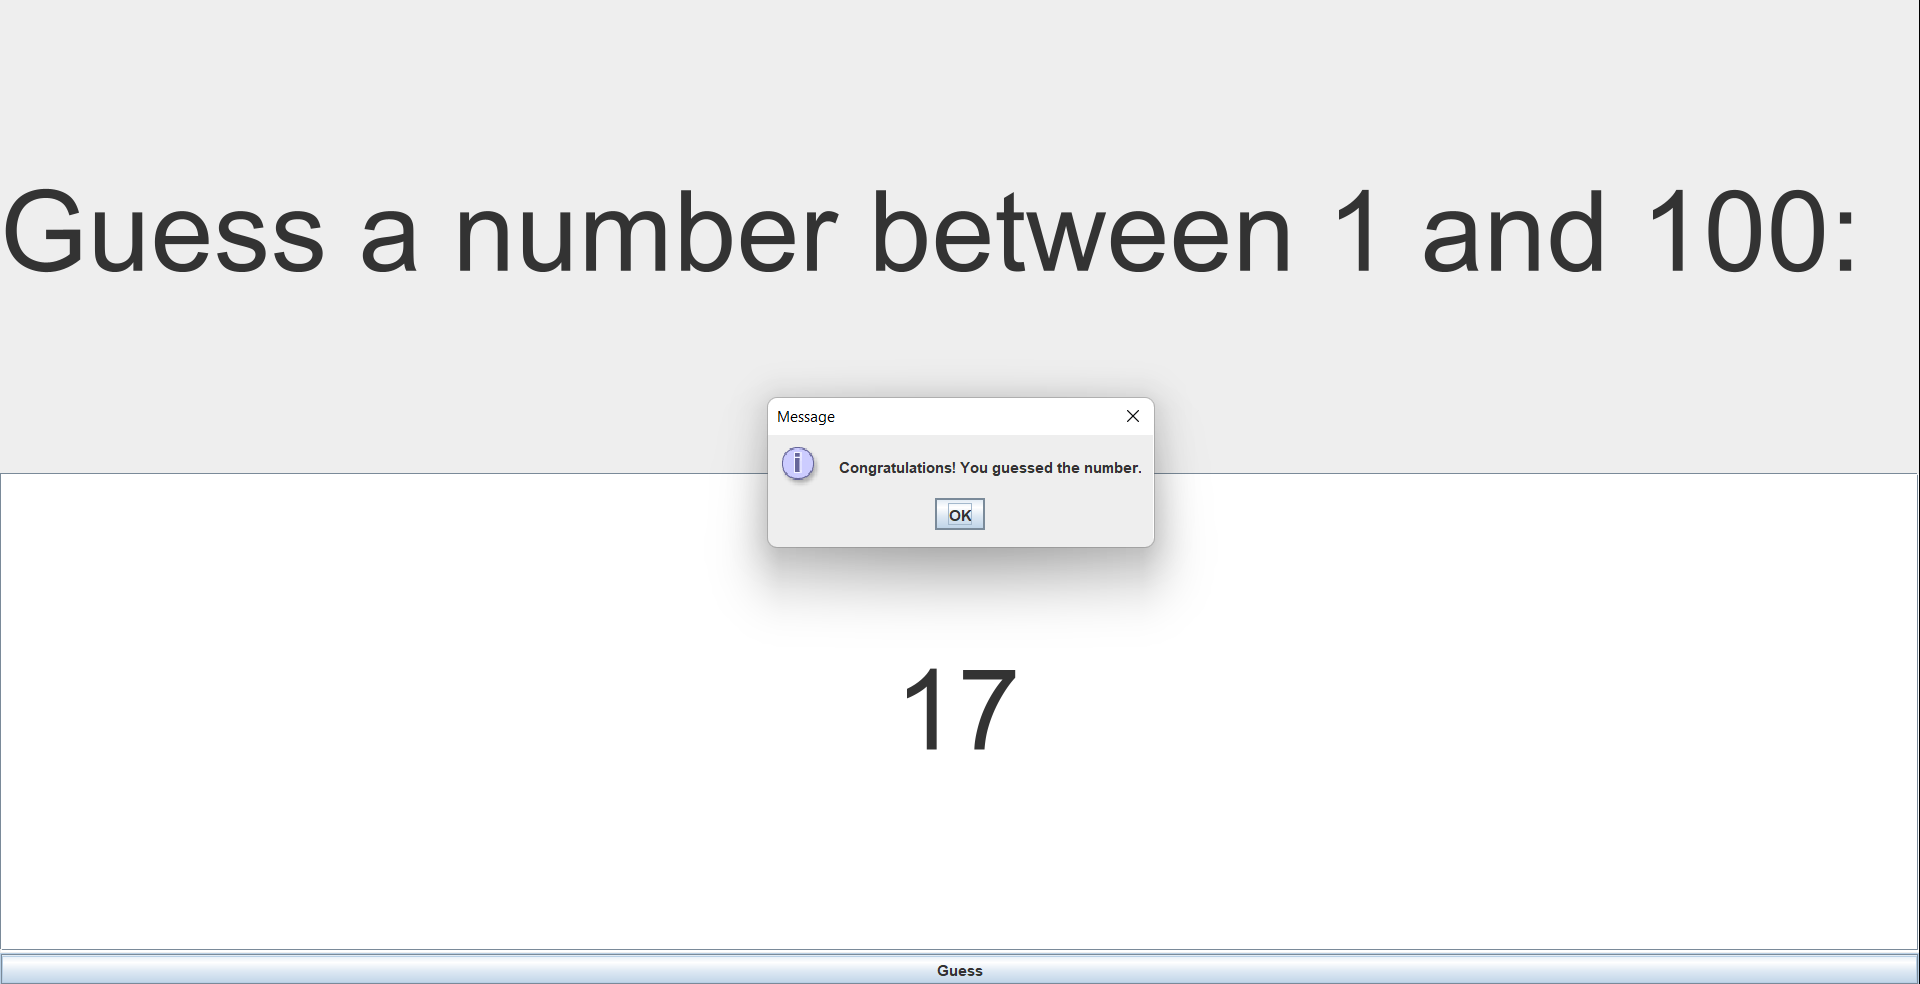 Guess a number between 1 and 100:
Message
i
Congratulations! You guessed the number.
OK
17
Guess